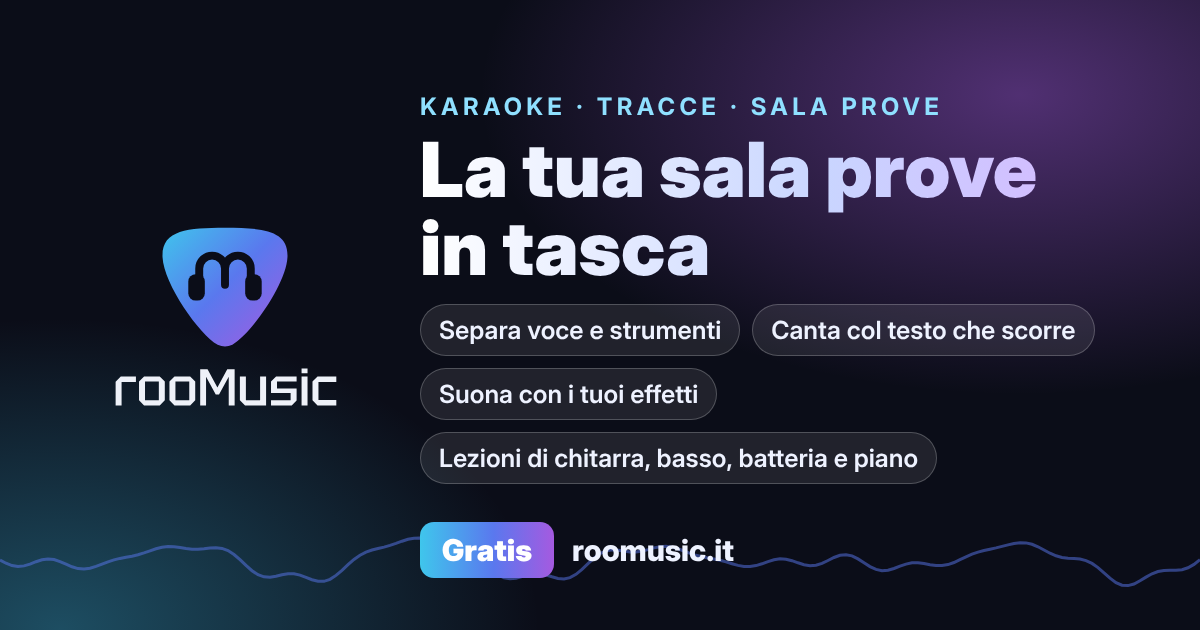 KARAOKE · TRACCE · SALA PROVE
La tua sala prove
in tasca
Separa voce e strumenti
Canta col testo che scorre
Suona con i tuoi effetti
Lezioni di chitarra, basso, batteria e piano
Gratis
roomusic.it
rooMusic